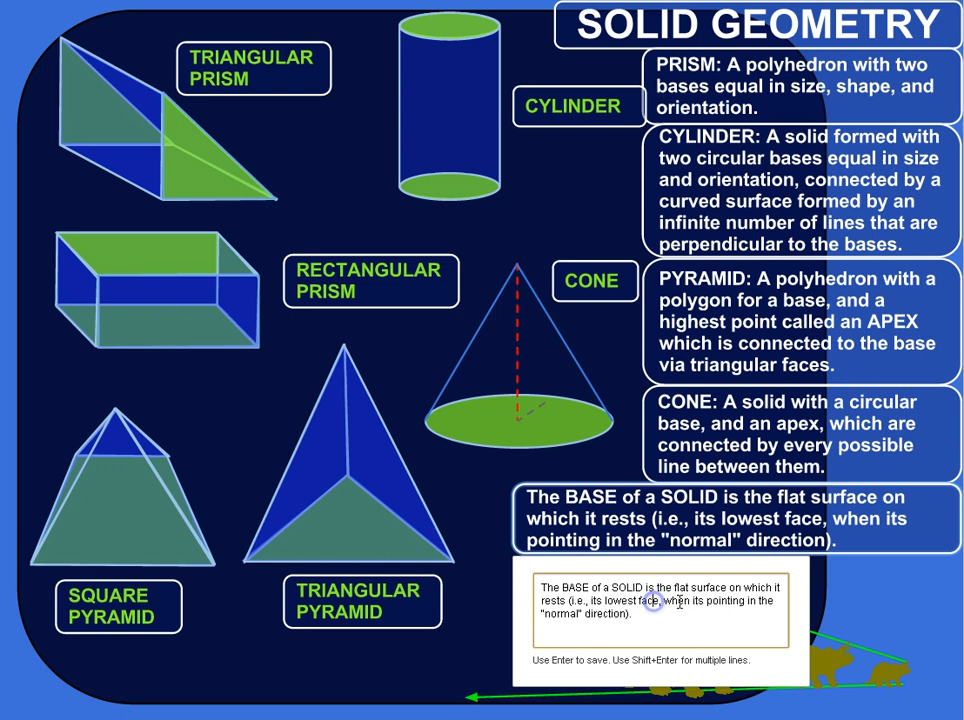 SOLID GEOMETRY
TRIANGULAR
PRISM
CYLINDER
PRISM: A polyhedron with two
bases equal in size, shape, and
orientation.
CYLINDER: A solid formed with
two circular bases equal in size
and orientation, connected by a
curved surface formed by an
infinite number of lines that are
perpendicular to the bases.
RECTANGULAR
PRISM
CONE
PYRAMID: A polyhedron with a
polygon for a base, and a
highest point called an APEX
which is connected to the base
via triangular faces.
CONE: A solid with a circular
base, and an apex, which are
connected by every possible
line between them.
The BASE of a SOLID is the flat surface on
which it rests (i.e., its lowest face, when its
pointing in the "normal" direction).
SQUARE
PYRAMID
TRIANGULAR
PYRAMID
The BASE of a SOLID is the flat surface on which it
rests (i.e., its lowest face, when its pointing in the
"normal" direction).
Use Enter to save. Use Shift+Enter for multiple lines.